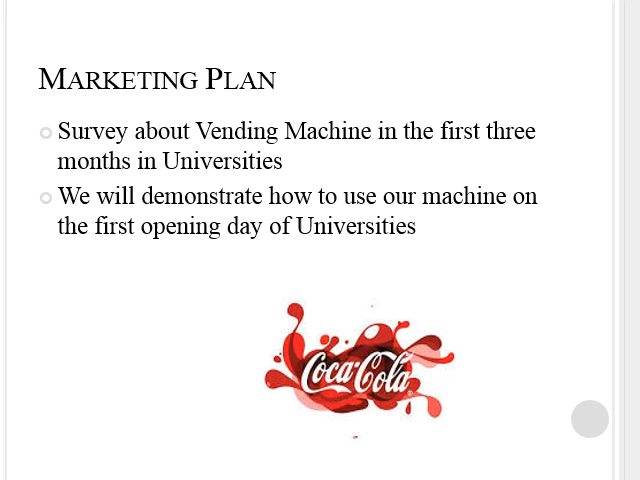 MARKETING PLAN
Survey about Vending Machine in the first three
months in Universities
We will demonstrate how to use our machine on
the first opening day of Universities
Coca-Cola